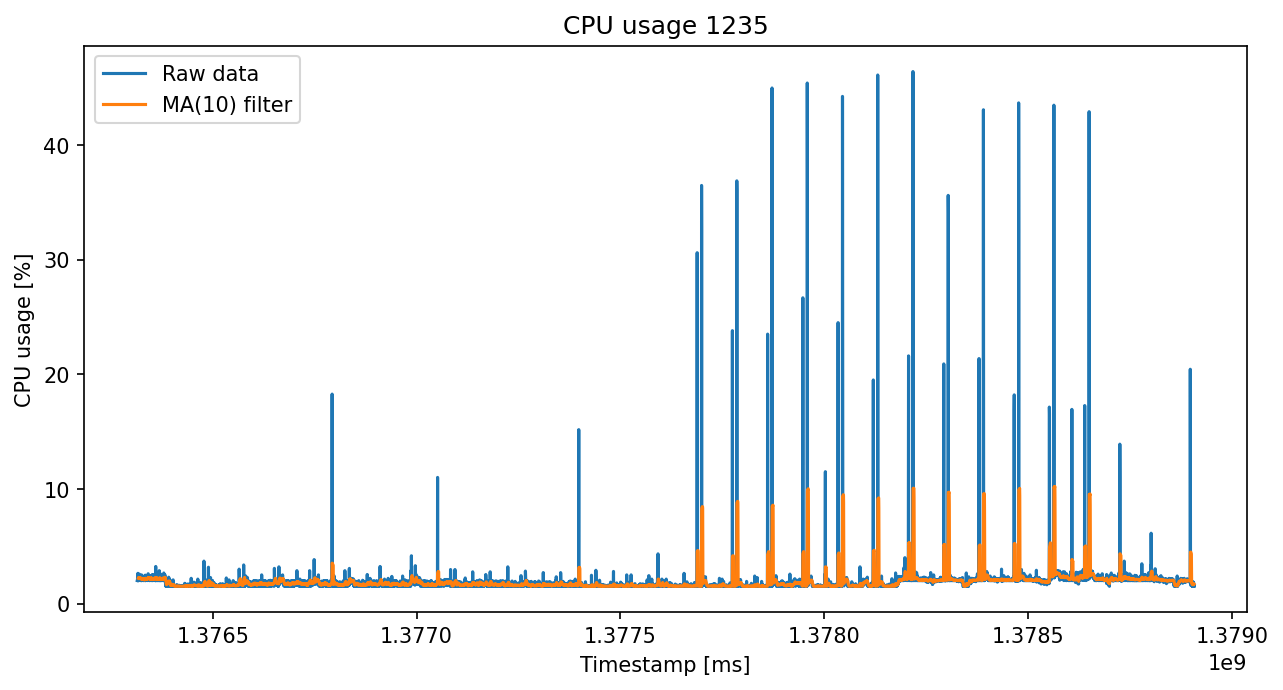 CPU usage 1235
Raw data
MA(10) filter
CPU usage [%]
40
30
20
10
0
1.3765 1.3770 1.3775 1.3780 1.3785 1.3790
1e9
Timestamp [ms]